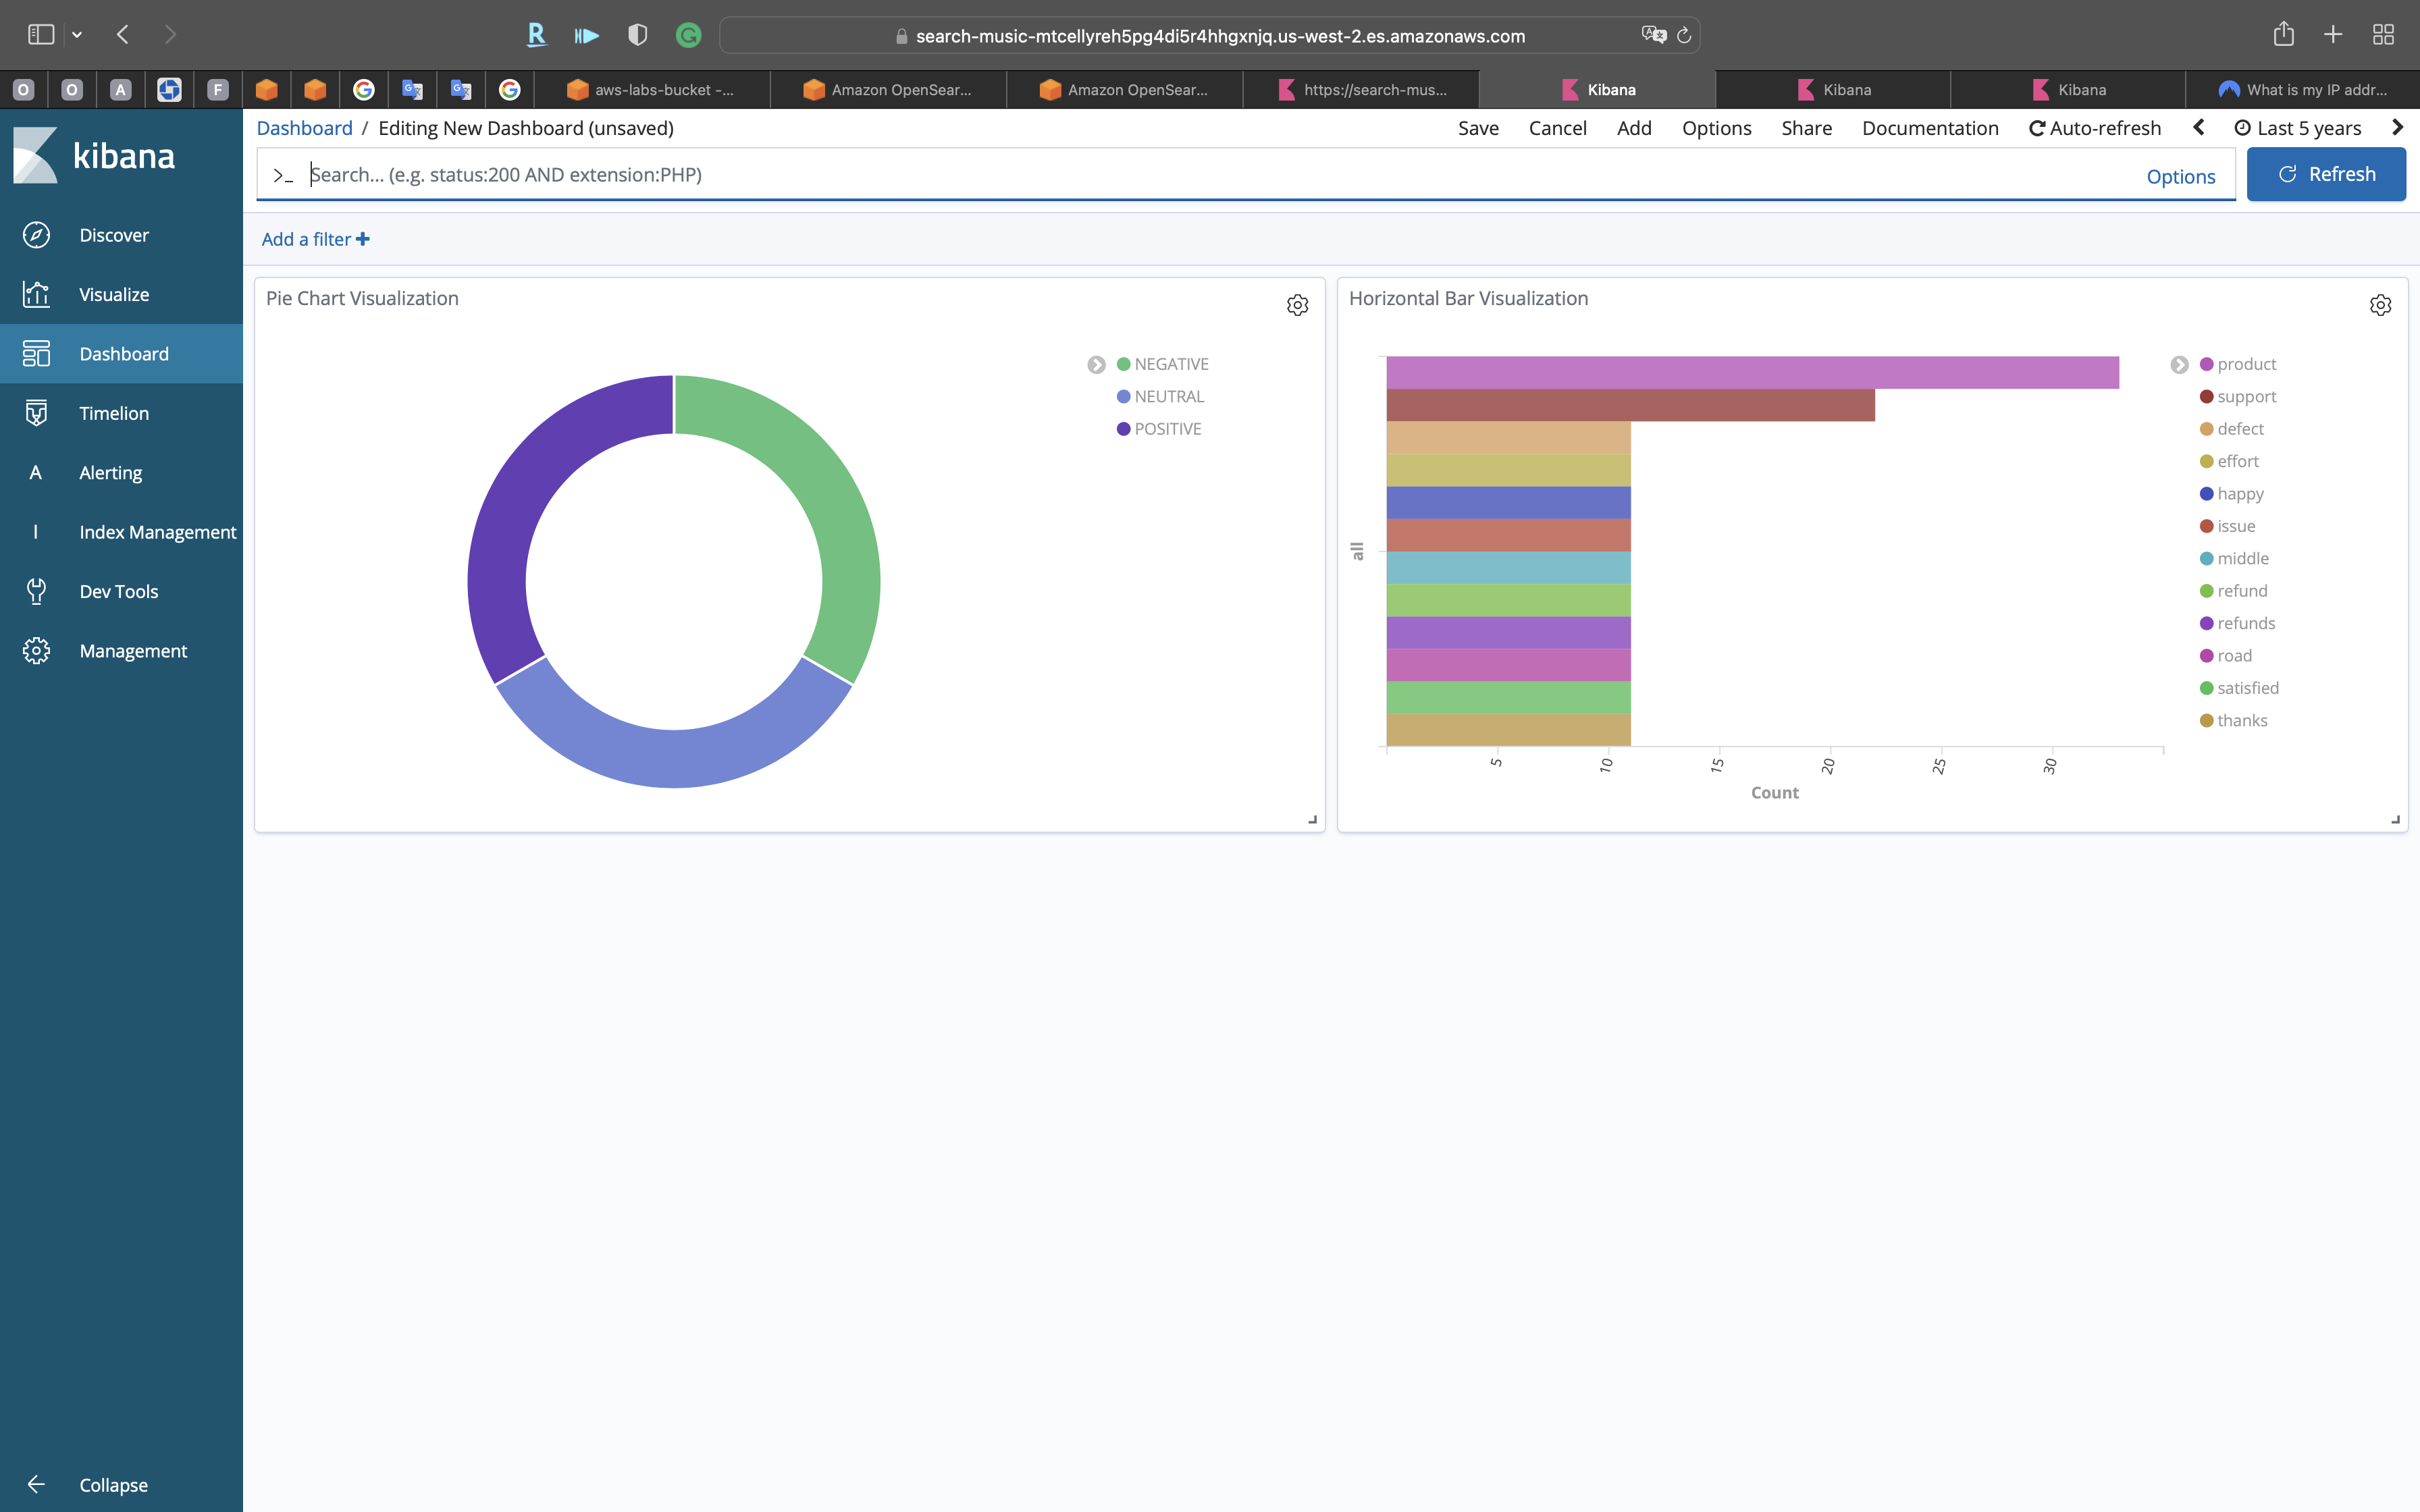 search-music-mtcellyreh5pg4di5r4hhgxnjq.us-west-2.es.amazonaws.com
O O A F aws-labs-bucket -... Amazon OpenSear... Amazon OpenSear... https://search-mus... Kibana Kibana Kibana What is my IP addr...
kibana
Discover
Visualize
Dashboard
Timelion
A Alerting
I Index Management
Dev Tools
Management
Collapse
Dashboard / Editing New Dashboard (unsaved) Save Cancel Add Options Share Documentation Auto-refresh Last 5 years
>_ Search... (e.g. status:200 AND extension:PHP) Options Refresh
Add a filter +
Pie Chart Visualization
NEGATIVE
NEUTRAL
POSITIVE
Horizontal Bar Visualization
all
5 10 15 20 25 30
Count
product
support
defect
effort
happy
issue
middle
refund
refunds
road
satisfied
thanks